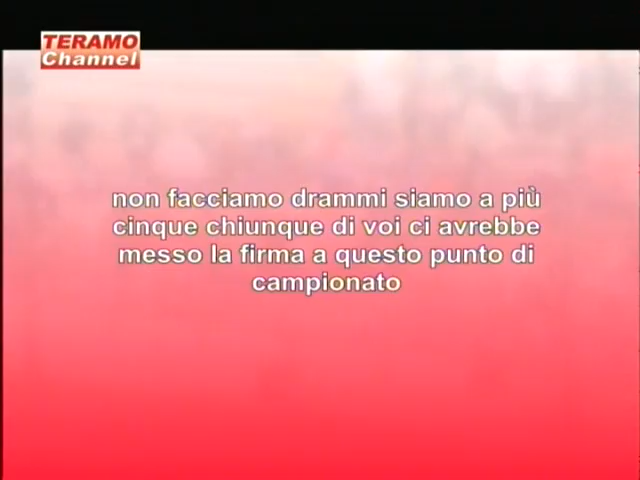 TERAMO
Channel
non facciamo drammi siamo a più
cinque chiunque di voi ci avrebbe
messo la firma a questo punto di
campionato